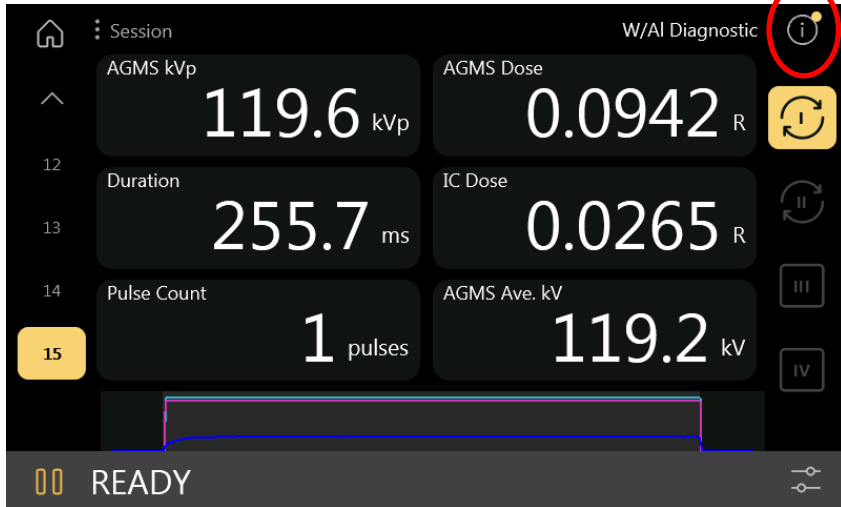 Session
W/Al Diagnostic
i
AGMS kVp
119.6 kVp
AGMS Dose
0.0942 R
I
12
Duration
255.7 ms
IC Dose
0.0265 R
II
13
14
Pulse Count
1 pulses
AGMS Ave. kV
119.2 kV
III
15
IV
READY